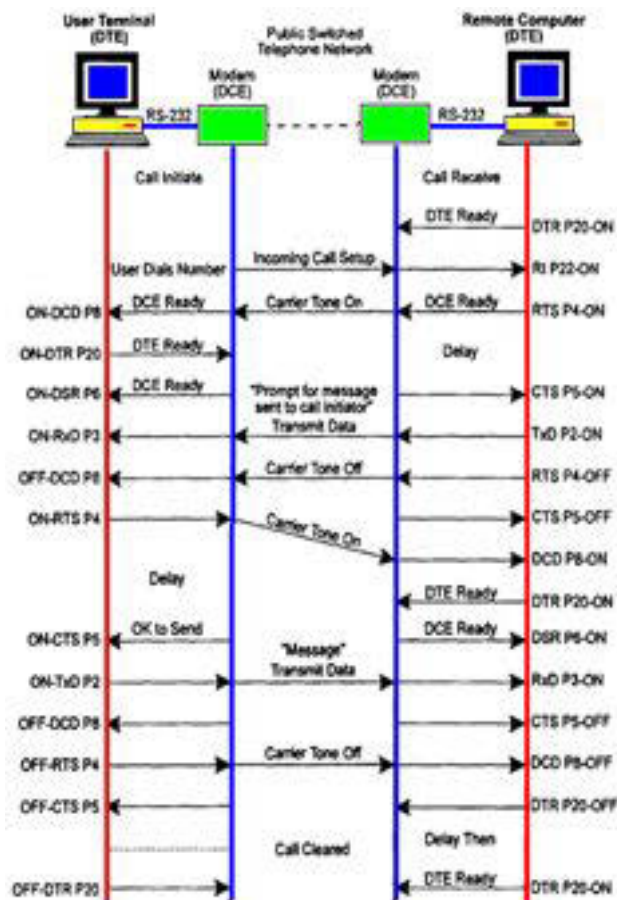 User Terminal
(DTE)
Public Switched
Telephone Network
Remote Computer
(DTE)
Modem
(DCE)
Modem
(DCE)
RS-232
RS-232
Call Initiate
Call Receive
DTE Ready
DTR P20-ON
User Dials Number
Incoming Call Setup
RI P22-ON
ON-DCD P8
DCE Ready
Carrier Tone On
DCE Ready
RTS P4-ON
ON-DTR P20
DTE Ready
Delay
ON-DSR P6
DCE Ready
"Prompt for message
sent to call initiator"
CTS P5-ON
ON-RxD P3
Transmit Data
TxD P2-ON
OFF-DCD P8
Carrier Tone Off
RTS P4-OFF
ON-RTS P4
Carrier Tone On
CTS P5-OFF
DCD P8-ON
Delay
DTE Ready
DTR P20-ON
ON-CTS P5
OK to Send
DCE Ready
DSR P6-ON
"Message"
ON-TxD P2
Transmit Data
RxD P3-ON
OFF-DCD P8
CTS P5-OFF
OFF-RTS P4
Carrier Tone Off
DCD P8-OFF
OFF-CTS P5
DTR P20-OFF
Call Cleared
Delay Then
OFF-DTR P20
DTE Ready
DTR P20-ON